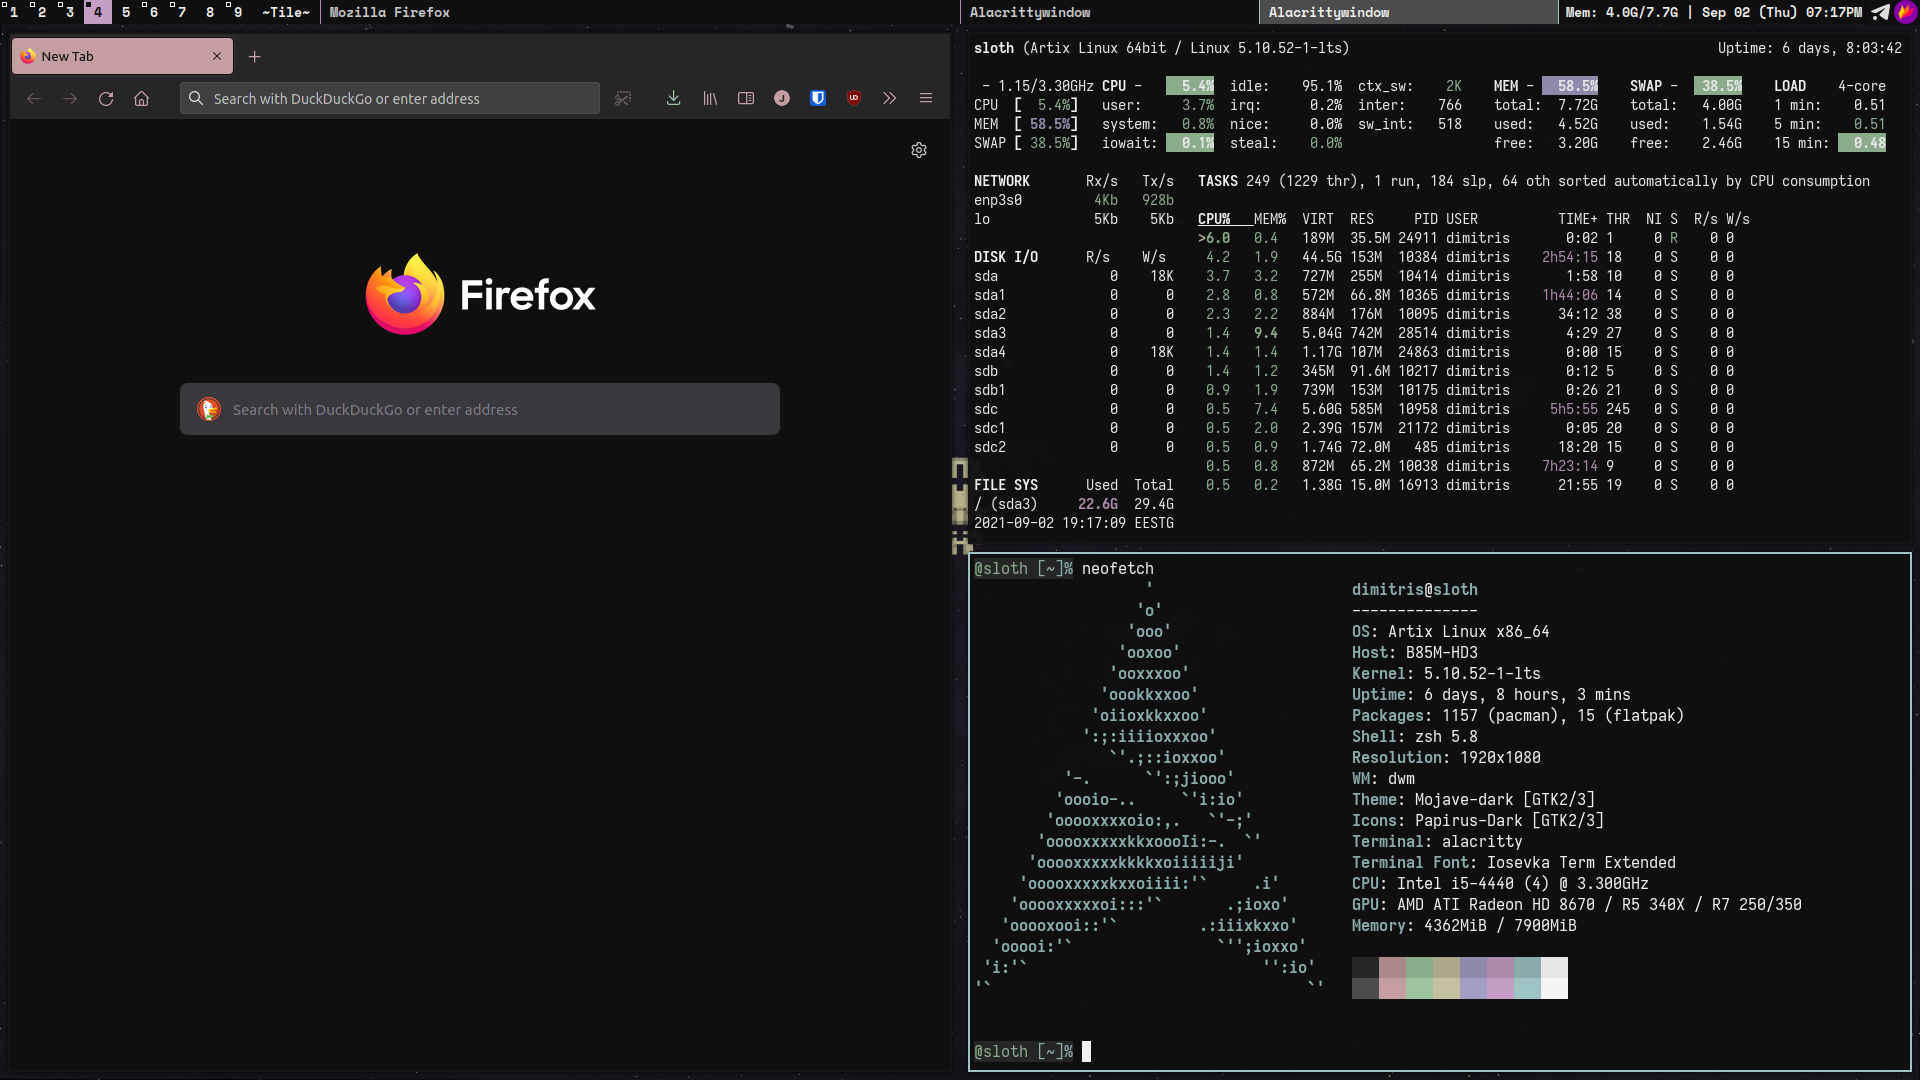 1 2 3 4 5 6 7 8 9 ~Tile~ Mozilla Firefox Alacrittywindow Alacrittywindow Mem: 4.0G/7.7G | Sep 02 (Thu) 07:17PM
New Tab
Search with DuckDuckGo or enter address
Firefox
Search with DuckDuckGo or enter address
sloth (Artix Linux 64bit / Linux 5.10.52-1-lts) Uptime: 6 days, 8:03:42
- 1.15/3.30GHz CPU - 5.4% idle: 95.1% ctx_sw: 2K MEM - 58.5% SWAP - 38.5% LOAD 4-core
CPU [ 5.4%] user: 3.7% irq: 0.2% inter: 766 total: 7.72G total: 4.00G 1 min: 0.51
MEM [ 58.5%] system: 0.8% nice: 0.0% sw_int: 518 used: 4.52G used: 1.54G 5 min: 0.51
SWAP [ 38.5%] iowait: 0.1% steal: 0.0% free: 3.20G free: 2.46G 15 min: 0.48
NETWORK Rx/s Tx/s TASKS 249 (1229 thr), 1 run, 184 slp, 64 oth sorted automatically by CPU consumption
enp3s0 4Kb 928b
lo 5Kb 5Kb CPU% MEM% VIRT RES PID USER TIME+ THR NI S R/s W/s
>6.0 0.4 189M 35.5M 24911 dimitris 0:02 1 0 R 0 0
DISK I/O R/s W/s 4.2 1.9 44.5G 153M 10384 dimitris 2h54:15 18 0 S 0 0
sda 0 18K 3.7 3.2 727M 255M 10414 dimitris 1:58 10 0 S 0 0
sda1 0 0 2.8 0.8 572M 66.8M 10365 dimitris 1h44:06 14 0 S 0 0
sda2 0 0 2.3 2.2 884M 176M 10095 dimitris 34:12 38 0 S 0 0
sda3 0 0 1.4 9.4 5.04G 742M 28514 dimitris 4:29 27 0 S 0 0
sda4 0 18K 1.4 1.4 1.17G 107M 24863 dimitris 0:00 15 0 S 0 0
sdb 0 0 1.4 1.2 345M 91.6M 10217 dimitris 0:12 5 0 S 0 0
sdb1 0 0 0.9 1.9 739M 153M 10175 dimitris 0:26 21 0 S 0 0
sdc 0 0 0.5 7.4 5.60G 585M 10958 dimitris 5h5:55 245 0 S 0 0
sdc1 0 0 0.5 2.0 2.39G 157M 21172 dimitris 0:05 20 0 S 0 0
sdc2 0 0 0.5 0.9 1.74G 72.0M 485 dimitris 18:20 15 0 S 0 0
0.5 0.8 872M 65.2M 10038 dimitris 7h23:14 9 0 S 0 0
FILE SYS Used Total 0.5 0.2 1.38G 15.0M 16913 dimitris 21:55 19 0 S 0 0
/ (sda3) 22.6G 29.4G
2021-09-02 19:17:09 EESTG
@sloth [~]% neofetch
'
'o'
'ooo'
'ooxoo'
'ooxxxoo'
'oookkxxoo'
'oiioxkkxxoo'
':;:iiiioxxxoo'
`'.;::ioxxoo'
'-. `':;jiooo'
'oooio-.. `'i:io'
'ooooxxxxoio:,. `'-;'
'ooooxxxxxkkxoooIi:-. `'
'ooooxxxxxkkkkxoiiiiiji'
'ooooxxxxxkxxoiiii:'` .i'
'ooooxxxxxoi:::'` .;ioxo'
'ooooxooi::'` .:iiixkxxo'
'ooooi:'` `'';ioxxo'
'i:'` '':io'
'` `'
dimitris@sloth
--------------
OS: Artix Linux x86_64
Host: B85M-HD3
Kernel: 5.10.52-1-lts
Uptime: 6 days, 8 hours, 3 mins
Packages: 1157 (pacman), 15 (flatpak)
Shell: zsh 5.8
Resolution: 1920x1080
WM: dwm
Theme: Mojave-dark [GTK2/3]
Icons: Papirus-Dark [GTK2/3]
Terminal: alacritty
Terminal Font: Iosevka Term Extended
CPU: Intel i5-4440 (4) @ 3.300GHz
GPU: AMD ATI Radeon HD 8670 / R5 340X / R7 250/350
Memory: 4362MiB / 7900MiB
@sloth [~]%